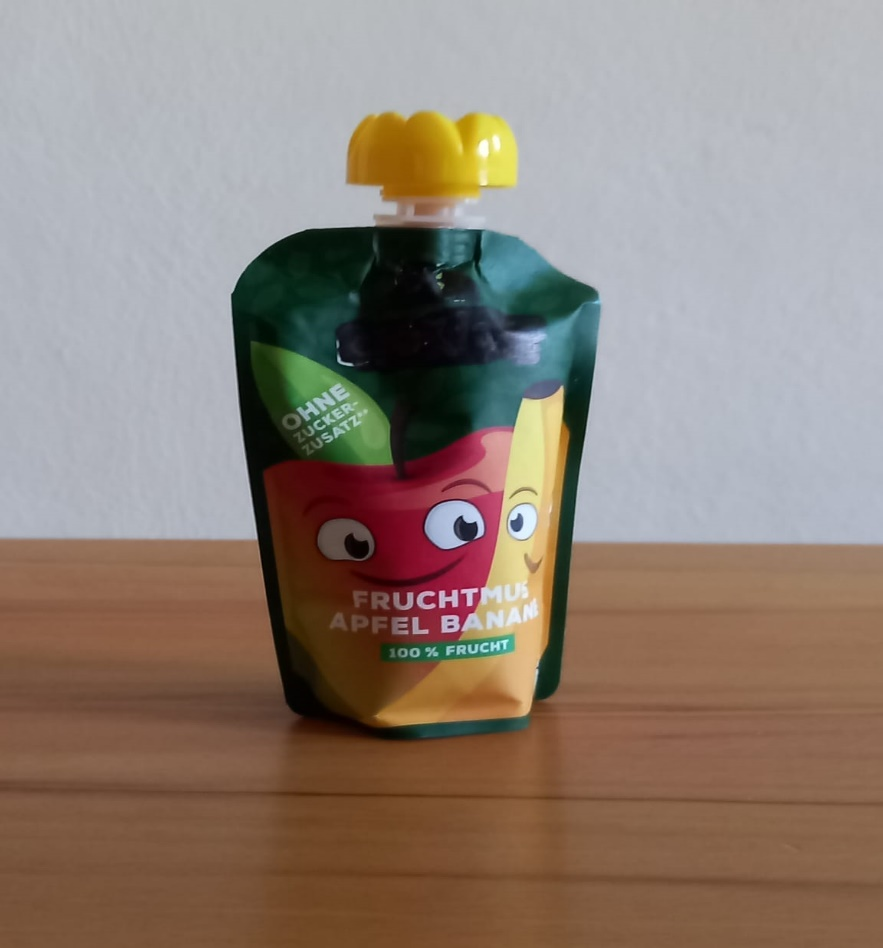 OHNE
ZUCKER-
ZUSATZ**
FRUCHTMUS
APFEL BANANE
100 % FRUCHT